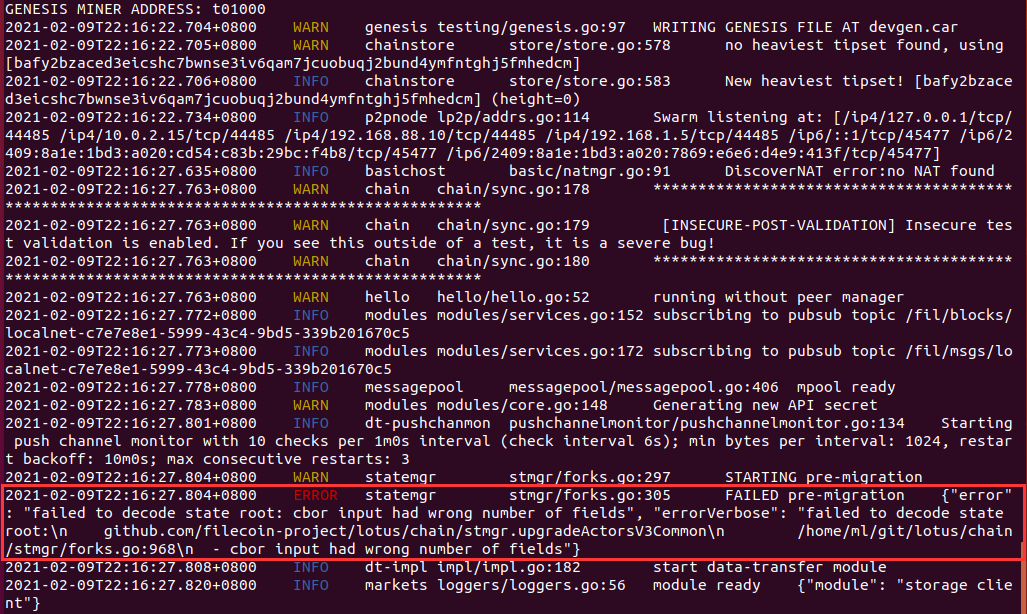 GENESIS MINER ADDRESS: t01000
2021-02-09T22:16:22.704+0800 WARN genesis testing/genesis.go:97 WRITING GENESIS FILE AT devgen.car
2021-02-09T22:16:22.705+0800 WARN chainstore store/store.go:578 no heaviest tipset found, using
[bafy2bzaced3eicshc7bwnse3iv6qam7jcuobuqj2bund4ymfntghj5fmhedcm]
2021-02-09T22:16:22.706+0800 INFO chainstore store/store.go:583 New heaviest tipset! [bafy2bzace
d3eicshc7bwnse3iv6qam7jcuobuqj2bund4ymfntghj5fmhedcm] (height=0)
2021-02-09T22:16:22.734+0800 INFO p2pnode lp2p/addrs.go:114 Swarm listening at: [/ip4/127.0.0.1/tcp/
44485 /ip4/10.0.2.15/tcp/44485 /ip4/192.168.88.10/tcp/44485 /ip4/192.168.1.5/tcp/44485 /ip6/::1/tcp/45477 /ip6/2
409:8a1e:1bd3:a020:cd54:c83b:29bc:f4b8/tcp/45477 /ip6/2409:8a1e:1bd3:a020:7869:e6e6:d4e9:413f/tcp/45477]
2021-02-09T22:16:27.635+0800 INFO basichost basic/natmgr.go:91 DiscoverNAT error:no NAT found
2021-02-09T22:16:27.763+0800 WARN chain chain/sync.go:178 ****************************************
*****************************************************
2021-02-09T22:16:27.763+0800 WARN chain chain/sync.go:179 [INSECURE-POST-VALIDATION] Insecure tes
t validation is enabled. If you see this outside of a test, it is a severe bug!
2021-02-09T22:16:27.763+0800 WARN chain chain/sync.go:180 ****************************************
*****************************************************
2021-02-09T22:16:27.763+0800 WARN hello hello/hello.go:52 running without peer manager
2021-02-09T22:16:27.772+0800 INFO modules modules/services.go:152 subscribing to pubsub topic /fil/blocks/
localnet-c7e7e8e1-5999-43c4-9bd5-339b201670c5
2021-02-09T22:16:27.773+0800 INFO modules modules/services.go:172 subscribing to pubsub topic /fil/msgs/lo
calnet-c7e7e8e1-5999-43c4-9bd5-339b201670c5
2021-02-09T22:16:27.778+0800 INFO messagepool messagepool/messagepool.go:406 mpool ready
2021-02-09T22:16:27.783+0800 WARN modules modules/core.go:148 Generating new API secret
2021-02-09T22:16:27.801+0800 INFO dt-pushchanmon pushchannelmonitor/pushchannelmonitor.go:134 Starting
push channel monitor with 10 checks per 1m0s interval (check interval 6s); min bytes per interval: 1024, restar
t backoff: 10m0s; max consecutive restarts: 3
2021-02-09T22:16:27.804+0800 WARN statemgr stmgr/forks.go:297 STARTING pre-migration
2021-02-09T22:16:27.804+0800 ERROR statemgr stmgr/forks.go:305 FAILED pre-migration {"error"
: "failed to decode state root: cbor input had wrong number of fields", "errorVerbose": "failed to decode state
root:\n github.com/filecoin-project/lotus/chain/stmgr.upgradeActorsV3Common\n /home/ml/git/lotus/chain
/stmgr/forks.go:968\n - cbor input had wrong number of fields"}
2021-02-09T22:16:27.808+0800 INFO dt-impl impl/impl.go:182 start data-transfer module
2021-02-09T22:16:27.820+0800 INFO markets loggers/loggers.go:56 module ready {"module": "storage clie
nt"}